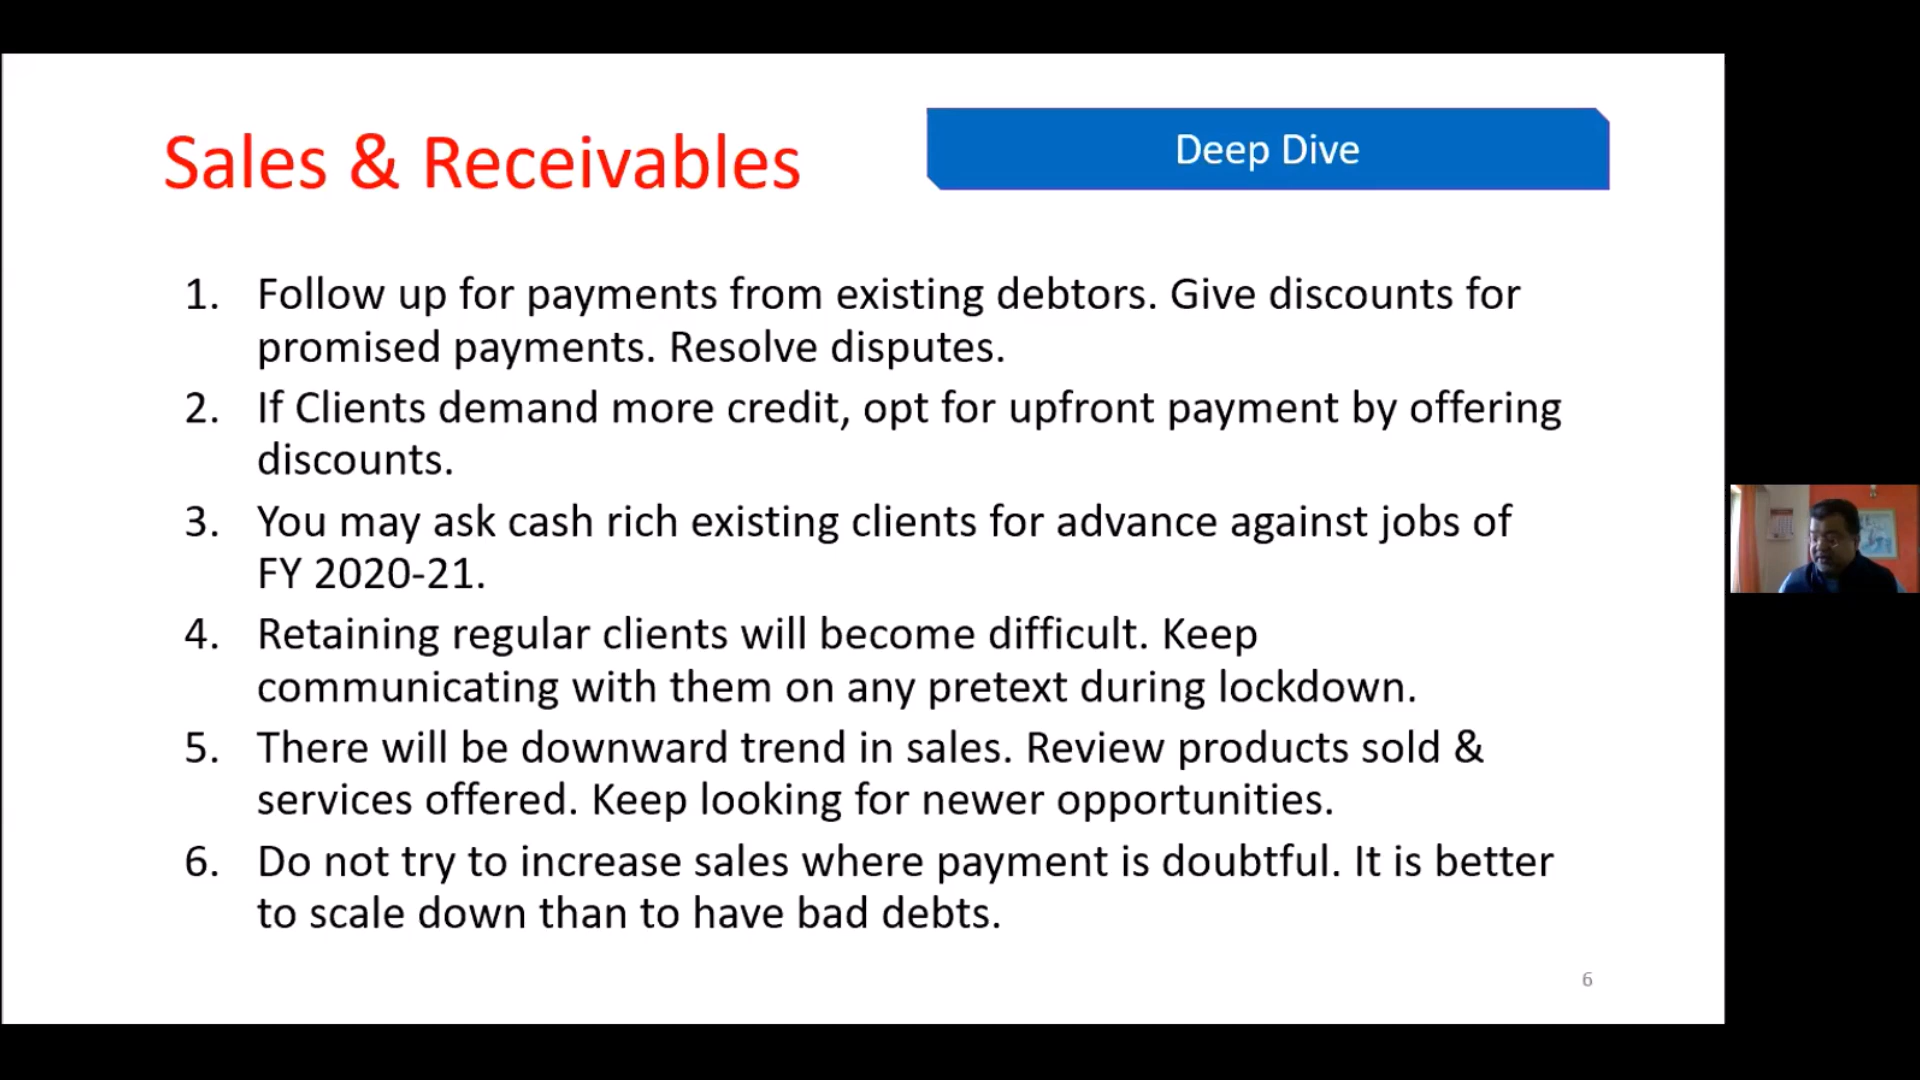 Sales & Receivables
Deep Dive
1. Follow up for payments from existing debtors. Give discounts for
promised payments. Resolve disputes.
2. If Clients demand more credit, opt for upfront payment by offering
discounts.
3. You may ask cash rich existing clients for advance against jobs of
FY 2020-21.
4. Retaining regular clients will become difficult. Keep
communicating with them on any pretext during lockdown.
5. There will be downward trend in sales. Review products sold &
services offered. Keep looking for newer opportunities.
6. Do not try to increase sales where payment is doubtful. It is better
to scale down than to have bad debts.
6